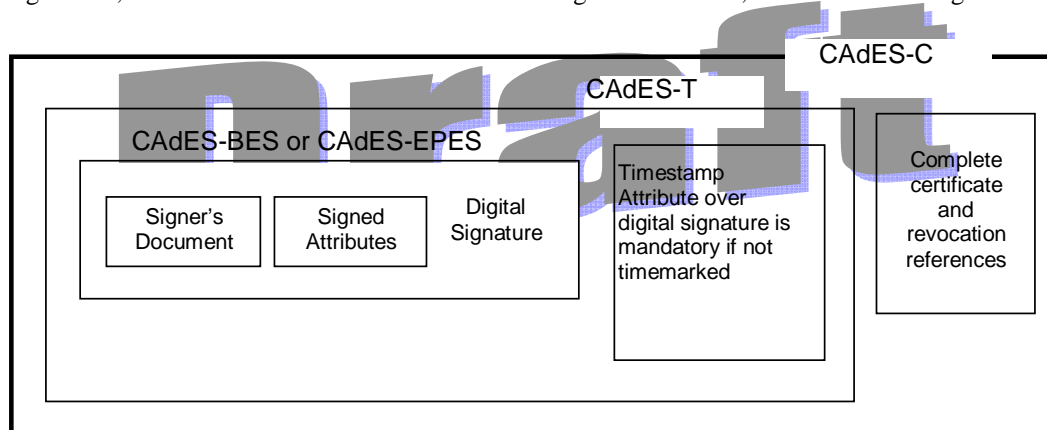 CAdES-C
CAdES-T
CAdES-BES or CAdES-EPES
Signer's
Document
Signed
Attributes
Digital
Signature
Timestamp
Attribute over
digital signature is
mandatory if not
timemarked
Complete
certificate
and
revocation
references